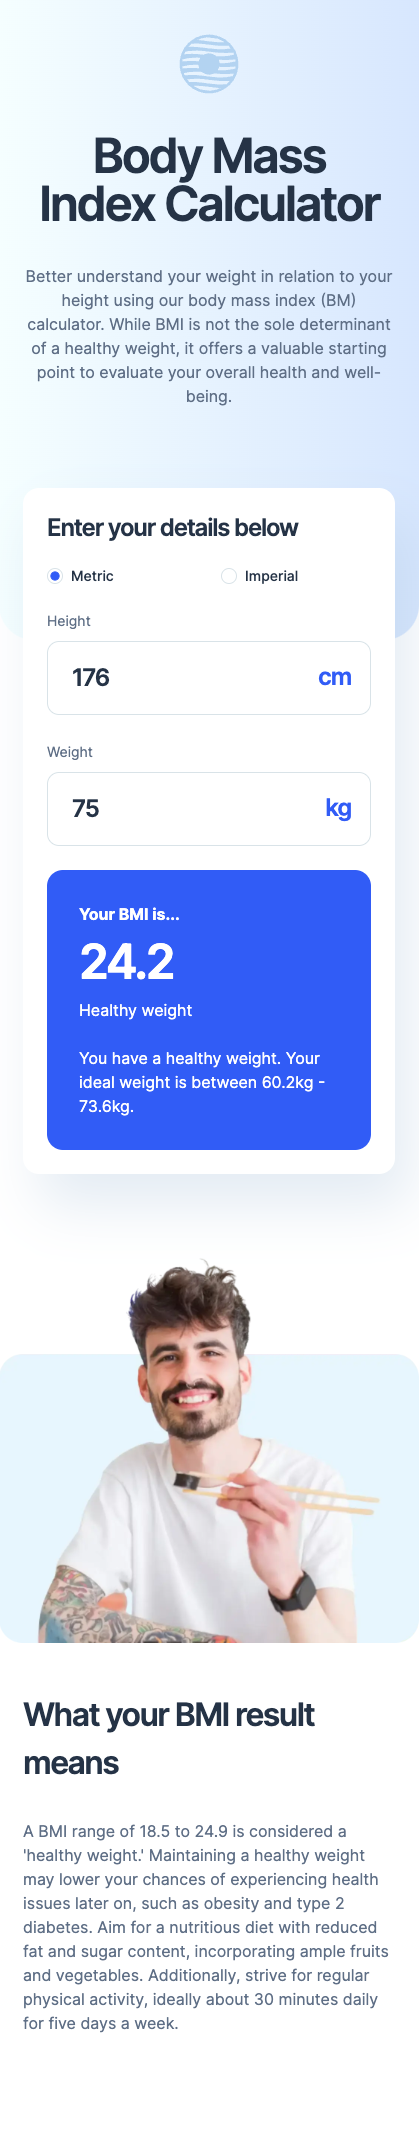 Body Mass
Index Calculator
Better understand your weight in relation to your
height using our body mass index (BM)
calculator. While BMI is not the sole determinant
of a healthy weight, it offers a valuable starting
point to evaluate your overall health and well-
being.
Enter your details below
Metric Imperial
Height
176 cm
Weight
75 kg
Your BMI is...
24.2
Healthy weight
You have a healthy weight. Your
ideal weight is between 60.2kg -
73.6kg.
What your BMI result
means
A BMI range of 18.5 to 24.9 is considered a
'healthy weight.' Maintaining a healthy weight
may lower your chances of experiencing health
issues later on, such as obesity and type 2
diabetes. Aim for a nutritious diet with reduced
fat and sugar content, incorporating ample fruits
and vegetables. Additionally, strive for regular
physical activity, ideally about 30 minutes daily
for five days a week.